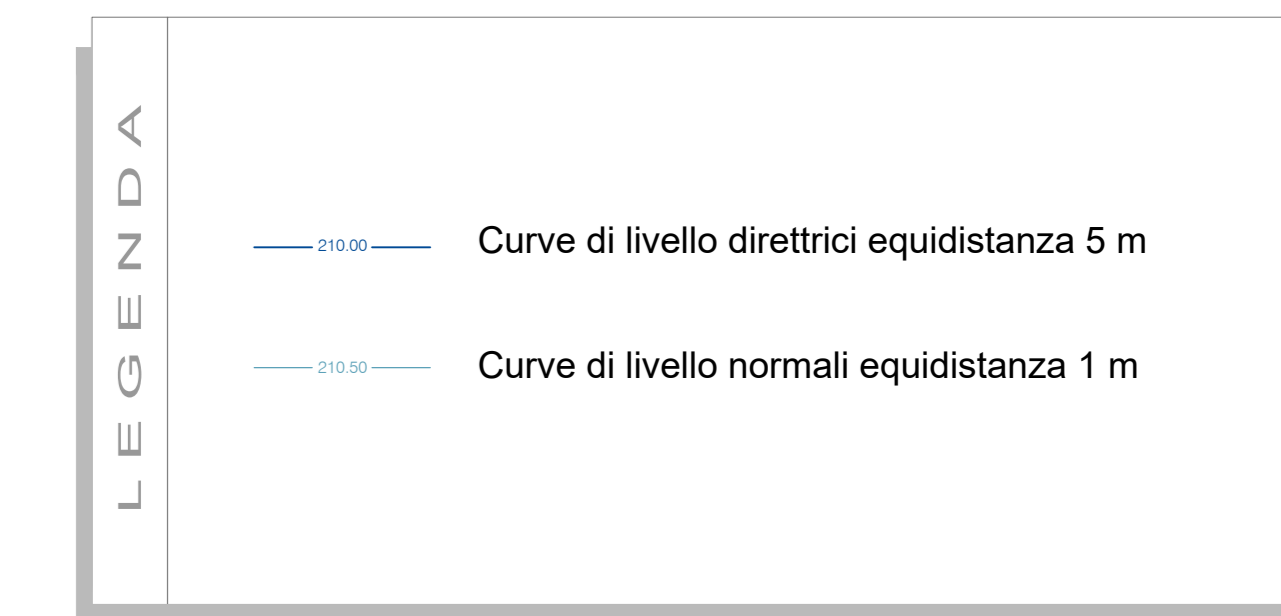 LEGENDA
210.00 Curve di livello direttrici equidistanza 5 m
210.50 Curve di livello normali equidistanza 1 m